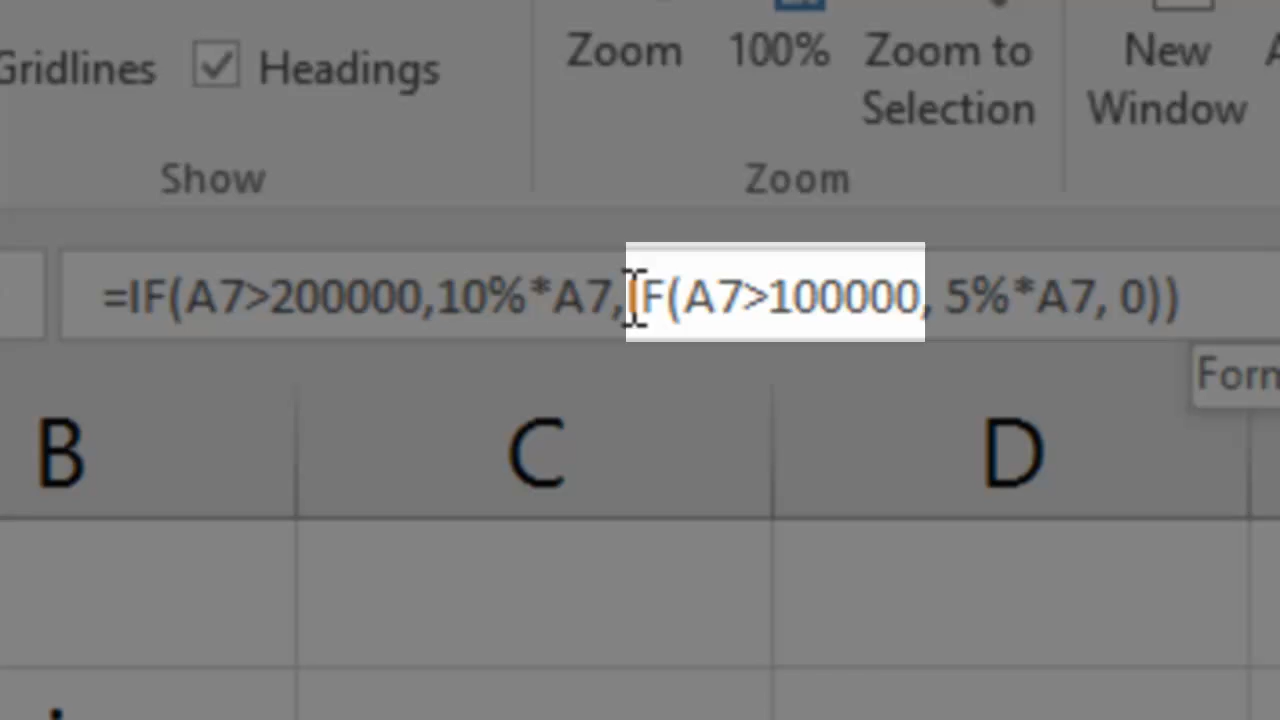 Gridlines Headings
Zoom 100% Zoom to Selection
New Window
Show Zoom
=IF(A7>200000,10%*A7,IF(A7>100000, 5%*A7, 0))
Form
B C D